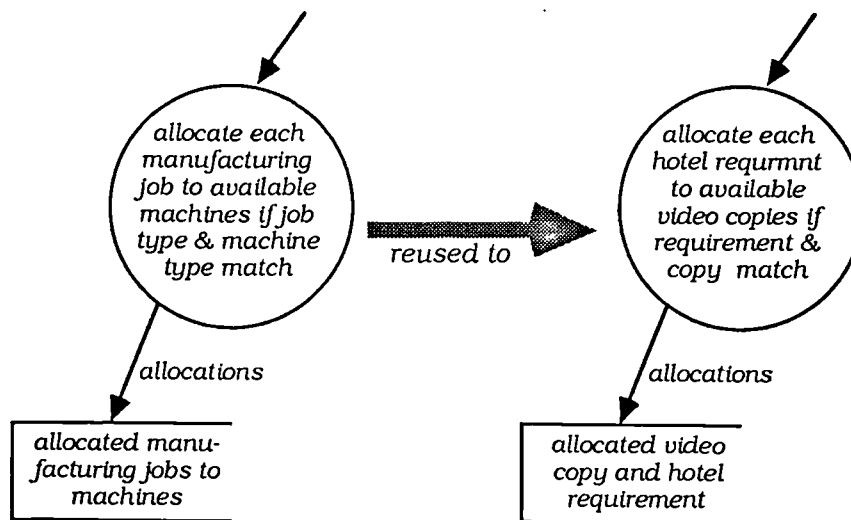 allocate each
manufacturing
job to available
machines if job
type & machine
type match
reused to
allocate each
hotel requrmnt
to available
video copies if
requirement &
copy match
allocations
allocations
allocated manu-
facturing jobs to
machines
allocated video
copy and hotel
requirement